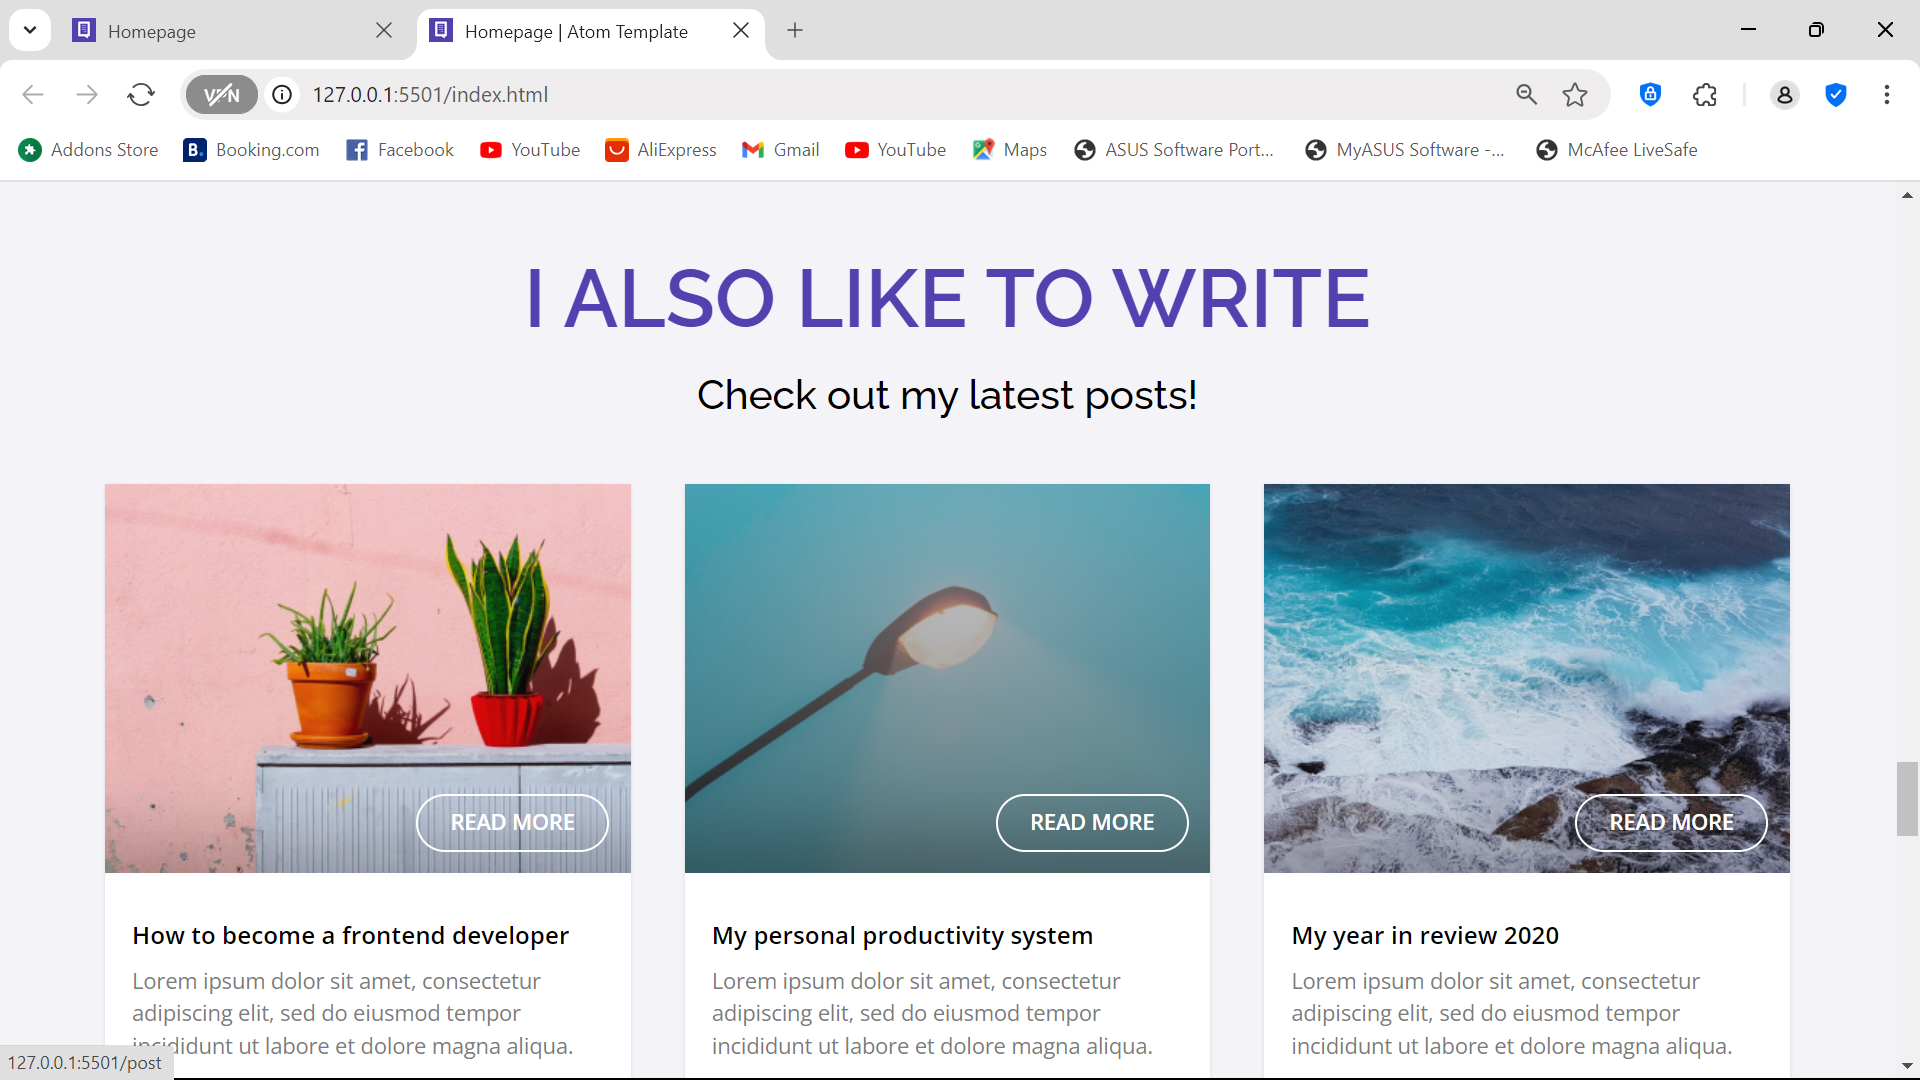 Homepage
Homepage | Atom Template
VPN
127.0.0.1:5501/index.html
Addons Store
B. Booking.com
Facebook
YouTube
AliExpress
Gmail
YouTube
Maps
ASUS Software Port...
MyASUS Software -...
McAfee LiveSafe
I ALSO LIKE TO WRITE
Check out my latest posts!
READ MORE
READ MORE
READ MORE
How to become a frontend developer
Lorem ipsum dolor sit amet, consectetur
adipiscing elit, sed do eiusmod tempor
incididunt ut labore et dolore magna aliqua.
My personal productivity system
Lorem ipsum dolor sit amet, consectetur
adipiscing elit, sed do eiusmod tempor
incididunt ut labore et dolore magna aliqua.
My year in review 2020
Lorem ipsum dolor sit amet, consectetur
adipiscing elit, sed do eiusmod tempor
incididunt ut labore et dolore magna aliqua.
127.0.0.1:5501/post